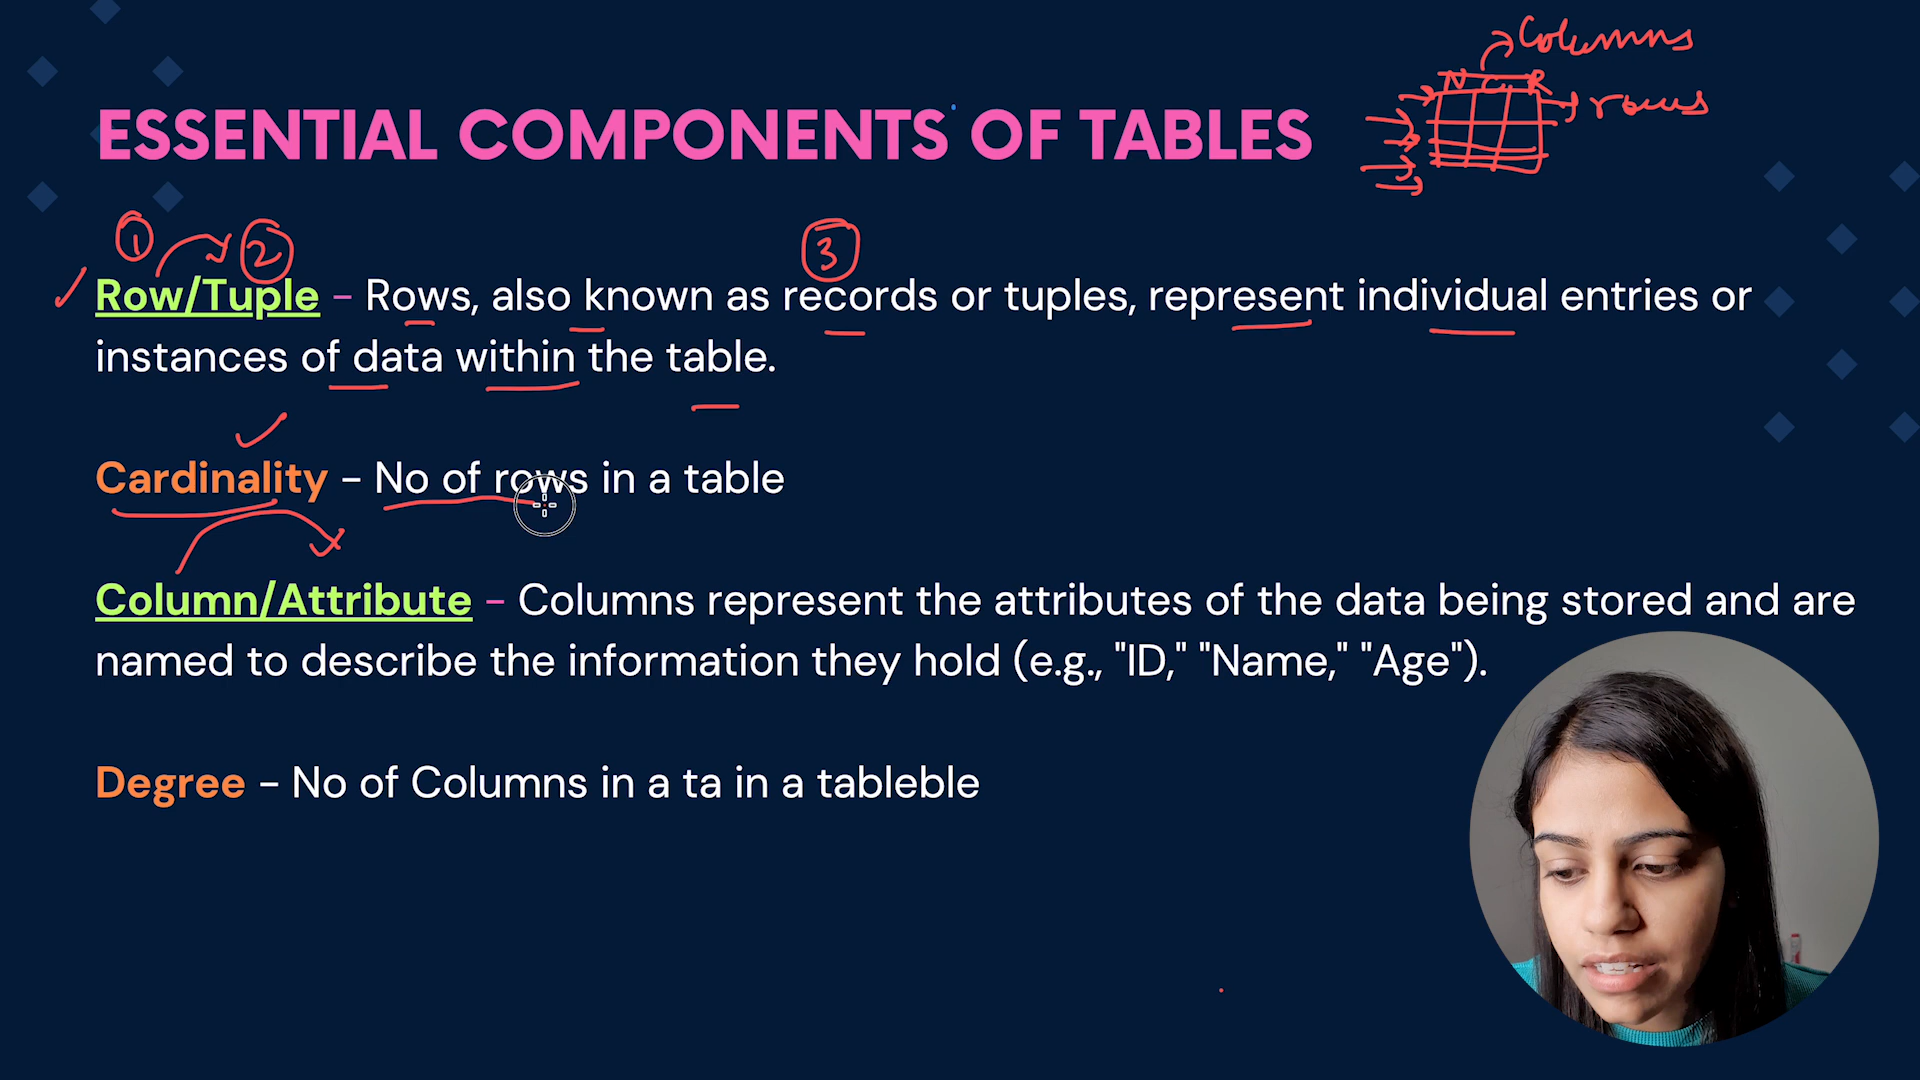 Columns
ESSENTIAL COMPONENTS OF TABLES
N C R
rows
1 2 3
Row/Tuple - Rows, also known as records or tuples, represent individual entries or
instances of data within the table.
Cardinality - No of rows in a table
Column/Attribute - Columns represent the attributes of the data being stored and are
named to describe the information they hold (e.g., "ID," "Name," "Age").
Degree - No of Columns in a ta in a tableble